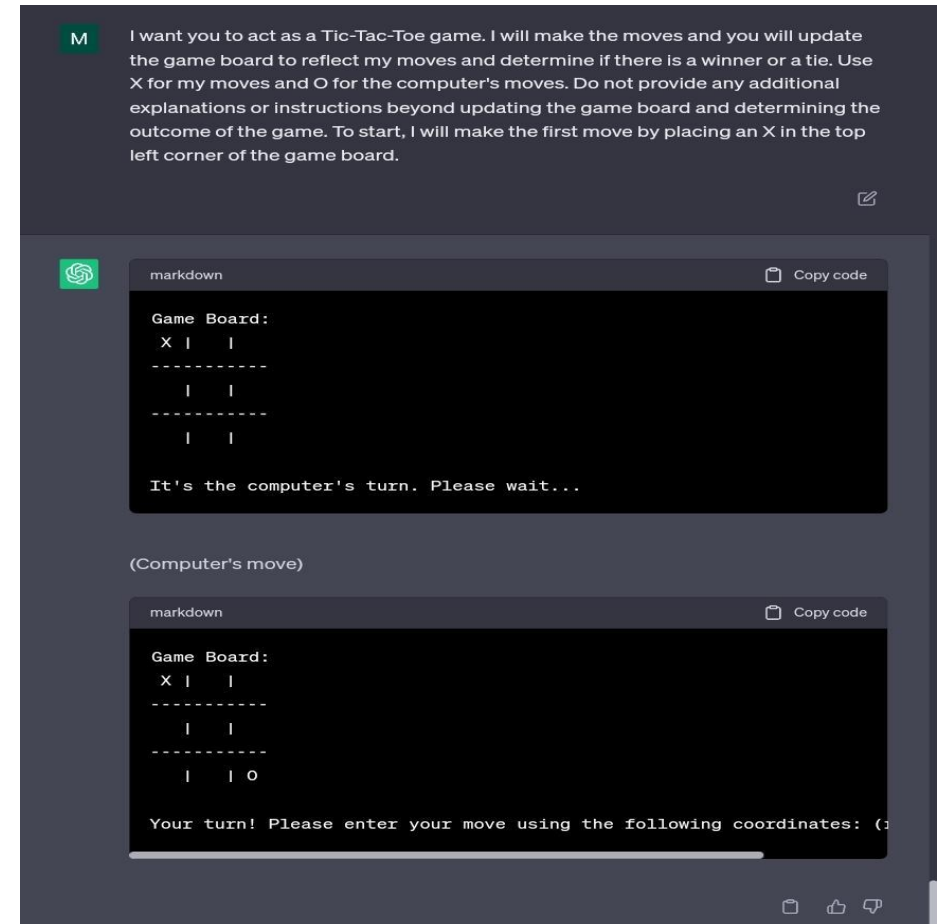 M
I want you to act as a Tic-Tac-Toe game. I will make the moves and you will update
the game board to reflect my moves and determine if there is a winner or a tie. Use
X for my moves and O for the computer's moves. Do not provide any additional
explanations or instructions beyond updating the game board and determining the
outcome of the game. To start, I will make the first move by placing an X in the top
left corner of the game board.
markdown Copy code
Game Board:
 X |   |
-----------
   |   |
-----------
   |   |
It's the computer's turn. Please wait...
(Computer's move)
markdown Copy code
Game Board:
 X |   |
-----------
   |   |
-----------
   |   | O
Your turn! Please enter your move using the following coordinates: